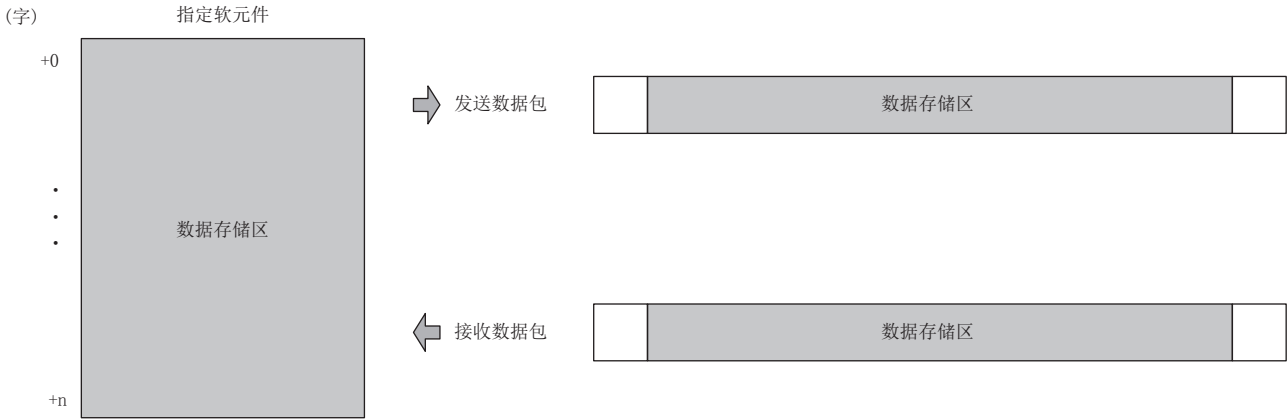 (字)
指定软元件
+0
发送数据包
数据存储区
数据存储区
接收数据包
数据存储区
+n